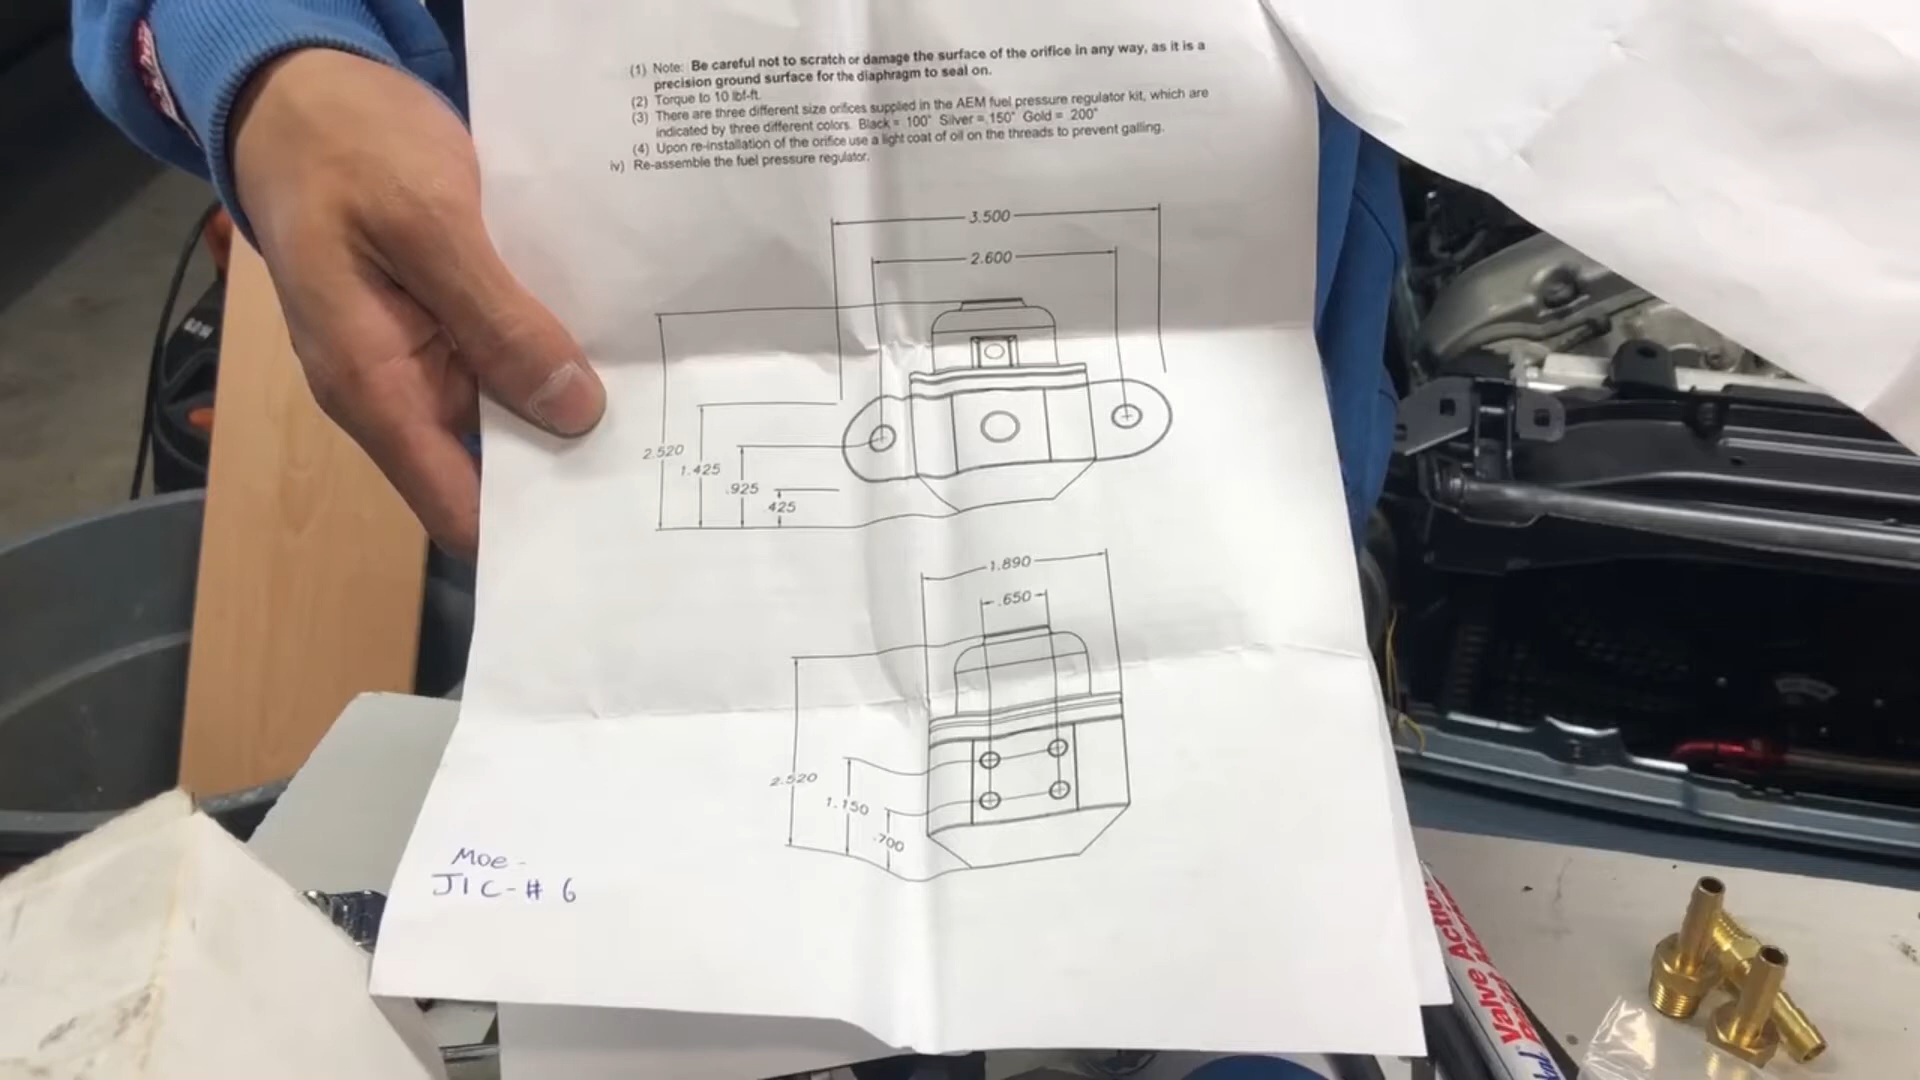 (1) Note: Be careful not to scratch or damage the surface of the orifice in any way, as it is a
precision ground surface for the diaphragm to seal on.
(2) Torque to 10 lbf-ft.
(3) There are three different size orifices supplied in the AEM fuel pressure regulator kit, which are
indicated by three different colors. Black = .100" Silver = .150" Gold = .200"
(4) Upon re-installation of the orifice use a light coat of oil on the threads to prevent galling.
iv) Re-assemble the fuel pressure regulator.
3.500
2.600
2.520
1.425
.925
.425
1.890
.650
2.520
1.150
.700
Moe -
JIC-# 6
Valve Action